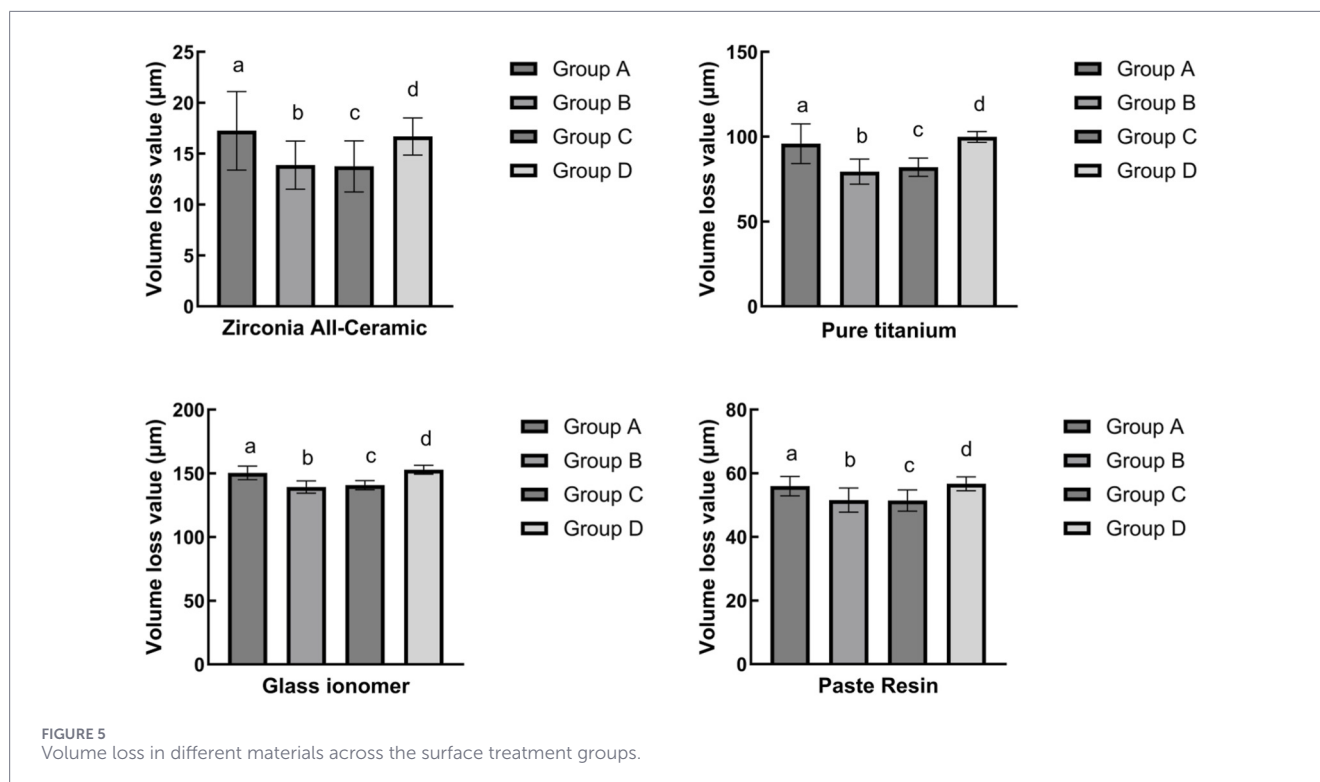 Volume loss value (μm)
25
20
15
10
5
0
a
b
c
d
Zirconia All-Ceramic
Group A
Group B
Group C
Group D
Volume loss value (μm)
150
100
50
0
a
b
c
d
Pure titanium
Group A
Group B
Group C
Group D
Volume loss value (μm)
200
150
100
50
0
a
b
c
d
Glass ionomer
Group A
Group B
Group C
Group D
Volume loss value (μm)
80
60
40
20
0
a
b
c
d
Paste Resin
Group A
Group B
Group C
Group D
FIGURE 5
Volume loss in different materials across the surface treatment groups.